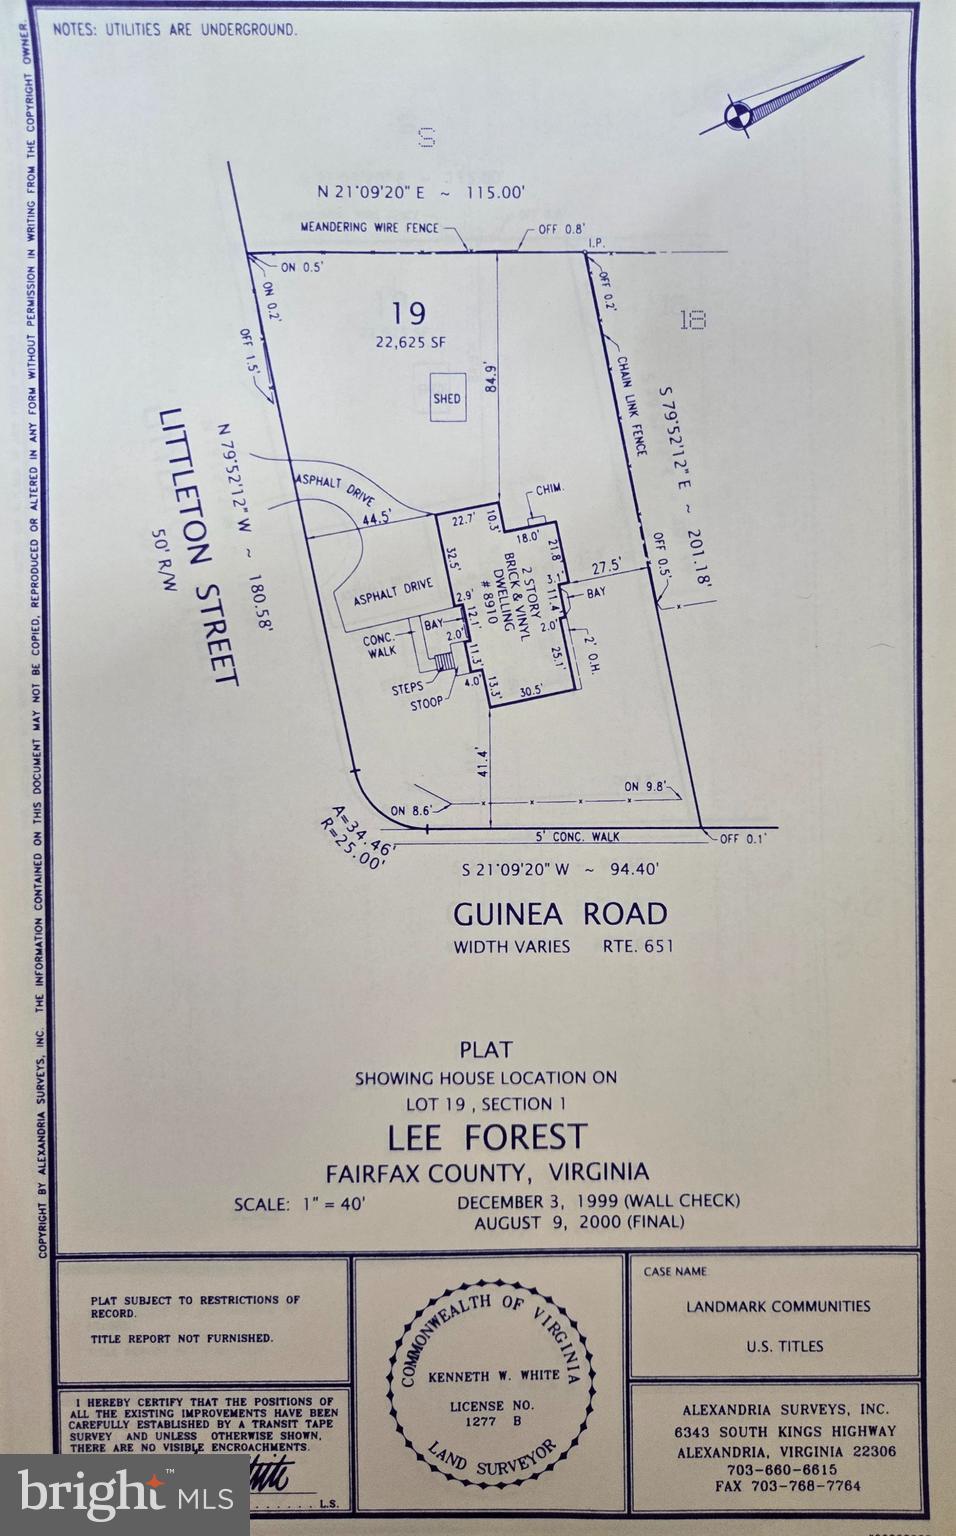 NOTES: UTILITIES ARE UNDERGROUND.
COPYRIGHT BY ALEXANDRIA SURVEYS, INC. THE INFORMATION CONTAINED ON THIS DOCUMENT MAY NOT BE COPIED, REPRODUCED OR ALTERED IN ANY FORM WITHOUT PERMISSION IN WRITING FROM THE COPYRIGHT OWNER.
S
N 21°09'20" E ~ 115.00'
MEANDERING WIRE FENCE
OFF 0.8'
I.P.
ON 0.5'
ON 0.2'
OFF 0.2'
19
22,625 SF
18
OFF 1.5'
84.9'
SHED
CHAIN LINK FENCE
S 79°52'12" E ~ 201.18'
LITTLETON STREET
50' R/W
N 79°52'12" W ~ 180.58'
ASPHALT DRIVE
44.5'
22.7'
10.3'
CHIM.
18.0'
21.8'
32.5'
2 STORY
BRICK & VINYL
DWELLING
# 8910
27.5'
OFF 0.5'
3.1'
11.4'
BAY
2.0'
ASPHALT DRIVE
2.9'
12.1'
BAY
2.0'
CONC.
WALK
11.3'
25.1'
2' O.H.
STEPS
STOOP
4.0'
13.3'
30.5'
41.4'
ON 9.8'
ON 8.6'
A=34.46'
R=25.00'
5' CONC. WALK
OFF 0.1'
S 21°09'20" W ~ 94.40'
GUINEA ROAD
WIDTH VARIES RTE. 651
PLAT
SHOWING HOUSE LOCATION ON
LOT 19 , SECTION 1
LEE FOREST
FAIRFAX COUNTY, VIRGINIA
SCALE: 1" = 40'
DECEMBER 3, 1999 (WALL CHECK)
AUGUST 9, 2000 (FINAL)
PLAT SUBJECT TO RESTRICTIONS OF
RECORD.
TITLE REPORT NOT FURNISHED.
I HEREBY CERTIFY THAT THE POSITIONS OF
ALL THE EXISTING IMPROVEMENTS HAVE BEEN
CAREFULLY ESTABLISHED BY A TRANSIT TAPE
SURVEY AND UNLESS OTHERWISE SHOWN,
THERE ARE NO VISIBLE ENCROACHMENTS.
L.S.
COMMONWEALTH OF VIRGINIA
KENNETH W. WHITE
LICENSE NO.
1277 B
LAND SURVEYOR
CASE NAME
LANDMARK COMMUNITIES
U.S. TITLES
ALEXANDRIA SURVEYS, INC.
6343 SOUTH KINGS HIGHWAY
ALEXANDRIA, VIRGINIA 22306
703-660-6615
FAX 703-768-7764
bright™ MLS